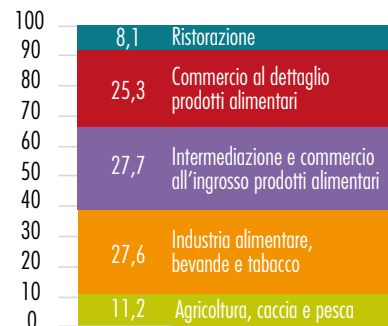 100
90
80
70
60
50
40
30
20
10
0
8,1 Ristorazione
25,3 Commercio al dettaglio
prodotti alimentari
27,7 Intermediazione e commercio
all'ingrosso prodotti alimentari
27,6 Industria alimentare,
bevande e tabacco
11,2 Agricoltura, caccia e pesca